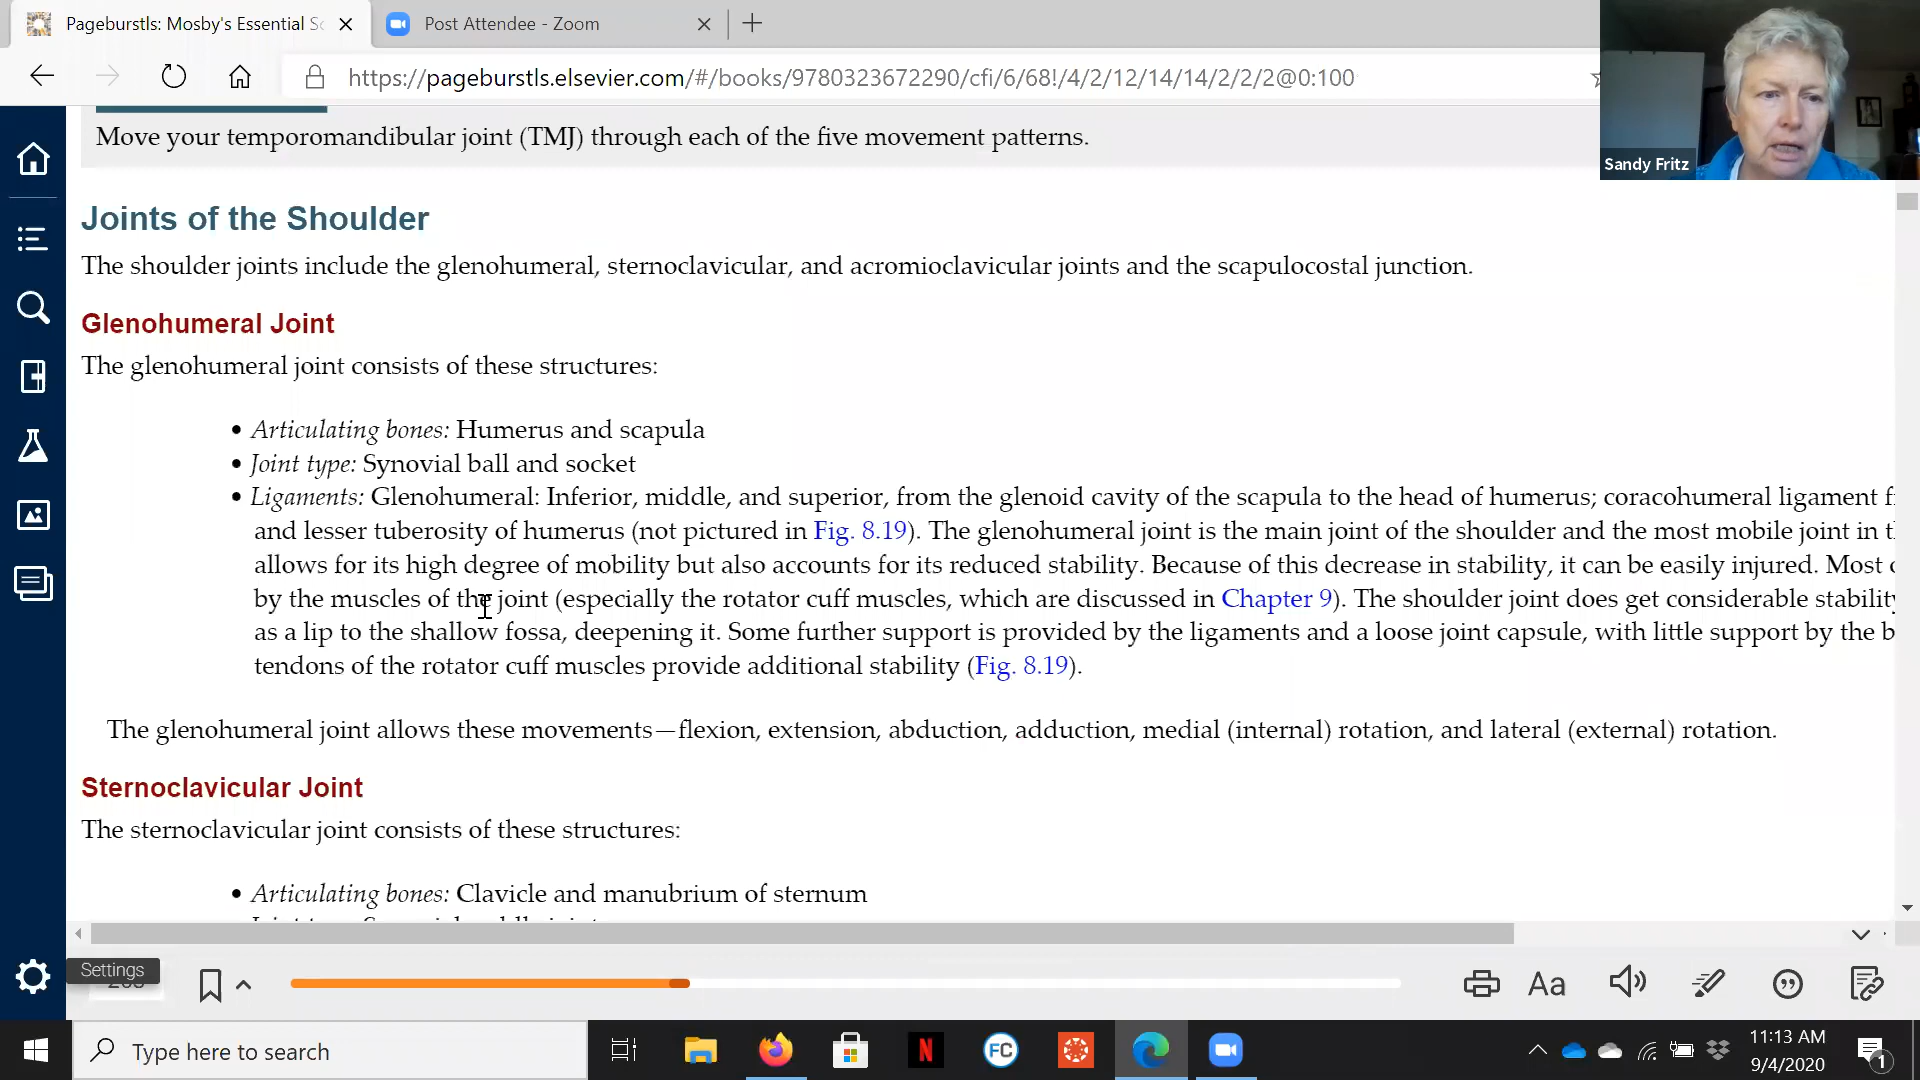 Pageburstls: Mosby's Essential Sc
Post Attendee - Zoom
https://pageburstls.elsevier.com/#/books/9780323672290/cfi/6/68!/4/2/12/14/14/2/2/2@0:100
Sandy Fritz
Move your temporomandibular joint (TMJ) through each of the five movement patterns.
Joints of the Shoulder
The shoulder joints include the glenohumeral, sternoclavicular, and acromioclavicular joints and the scapulocostal junction.
Glenohumeral Joint
The glenohumeral joint consists of these structures:
• Articulating bones: Humerus and scapula
• Joint type: Synovial ball and socket
• Ligaments: Glenohumeral: Inferior, middle, and superior, from the glenoid cavity of the scapula to the head of humerus; coracohumeral ligament
and lesser tuberosity of humerus (not pictured in Fig. 8.19). The glenohumeral joint is the main joint of the shoulder and the most mobile joint in
allows for its high degree of mobility but also accounts for its reduced stability. Because of this decrease in stability, it can be easily injured. Most
by the muscles of the joint (especially the rotator cuff muscles, which are discussed in Chapter 9). The shoulder joint does get considerable stability
as a lip to the shallow fossa, deepening it. Some further support is provided by the ligaments and a loose joint capsule, with little support by the
tendons of the rotator cuff muscles provide additional stability (Fig. 8.19).
The glenohumeral joint allows these movements—flexion, extension, abduction, adduction, medial (internal) rotation, and lateral (external) rotation.
Sternoclavicular Joint
The sternoclavicular joint consists of these structures:
• Articulating bones: Clavicle and manubrium of sternum
Settings
Aa
Type here to search
N
FC
11:13 AM
9/4/2020
1